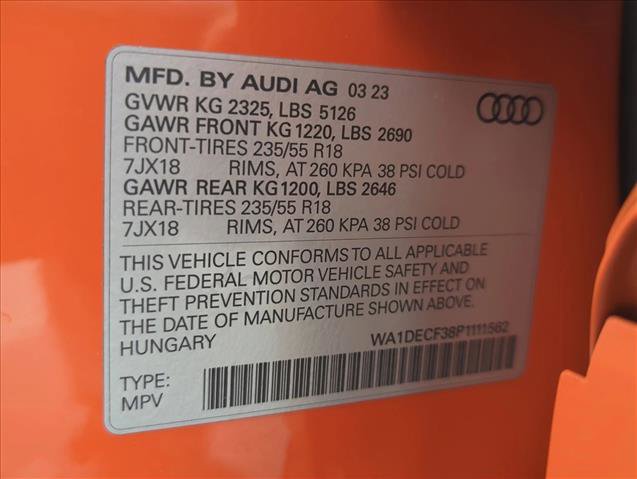 MFD. BY AUDI AG 03 23
GVWR KG 2325, LBS 5126
GAWR FRONT KG 1220, LBS 2690
FRONT-TIRES 235/55 R18
7JX18 RIMS, AT 260 KPA 38 PSI COLD
GAWR REAR KG 1200, LBS 2646
REAR-TIRES 235/55 R18
7JX18 RIMS, AT 260 KPA 38 PSI COLD
THIS VEHICLE CONFORMS TO ALL APPLICABLE
U.S. FEDERAL MOTOR VEHICLE SAFETY AND
THEFT PREVENTION STANDARDS IN EFFECT ON
THE DATE OF MANUFACTURE SHOWN ABOVE.
HUNGARY WA1DECF38P1111562
TYPE:
MPV